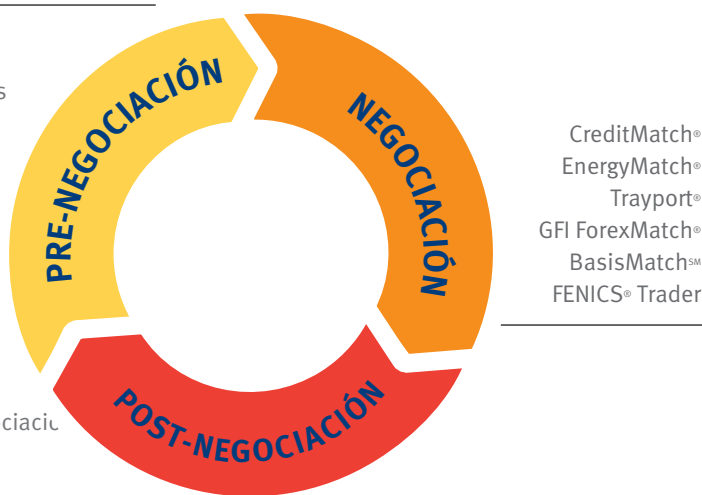 PRE-NEGOCIACIÓN
NEGOCIACIÓN
CreditMatch®
EnergyMatch®
Trayport®
GFI ForexMatch®
BasisMatch℠
FENICS® Trader
POST-NEGOCIACIÓN